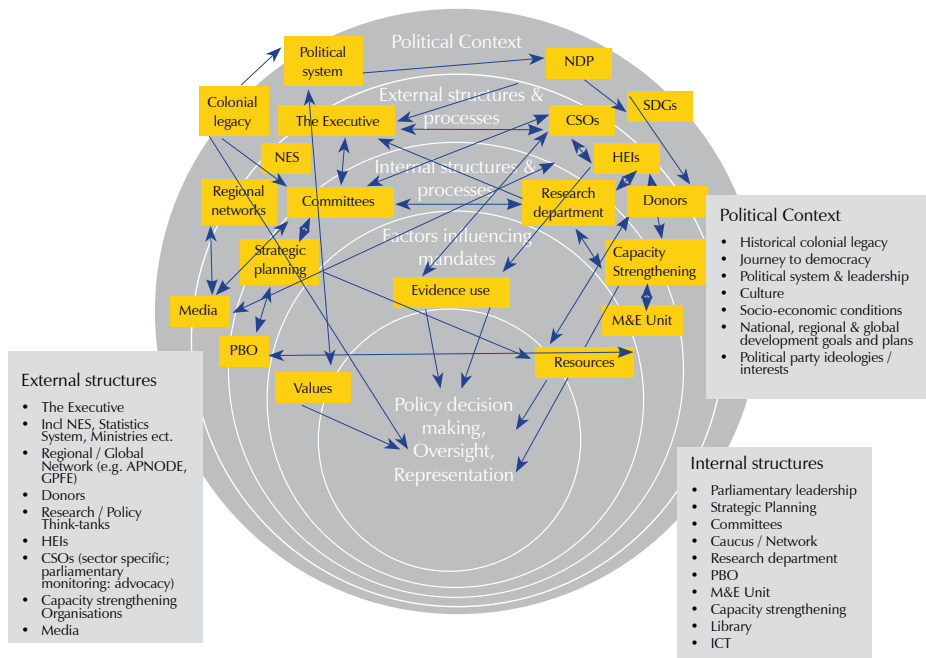 Political Context
Political
system
NDP
Colonial
legacy
External structures &
processes
SDGs
The Executive
CSOs
NES
HEIs
Internal structures &
processes
Regional
networks
Committees
Research
department
Donors
Factors influencing
mandates
Strategic
planning
Capacity
Strengthening
Evidence use
Media
M&E Unit
PBO
Resources
Values
Policy decision
making,
Oversight,
Representation
Political Context
• Historical colonial legacy
• Journey to democracy
• Political system & leadership
• Culture
• Socio-economic conditions
• National, regional & global
development goals and plans
• Political party ideologies /
interests
External structures
• The Executive
• Incl NES, Statistics
System, Ministries ect.
• Regional / Global
Network (e.g. APNODE,
GPFE)
• Donors
• Research / Policy
Think-tanks
• HEIs
• CSOs (sector specific;
parliamentary
monitoring: advocacy)
• Capacity strengthening
Organisations
• Media
Internal structures
• Parliamentary leadership
• Strategic Planning
• Committees
• Caucus / Network
• Research department
• PBO
• M&E Unit
• Capacity strengthening
• Library
• ICT